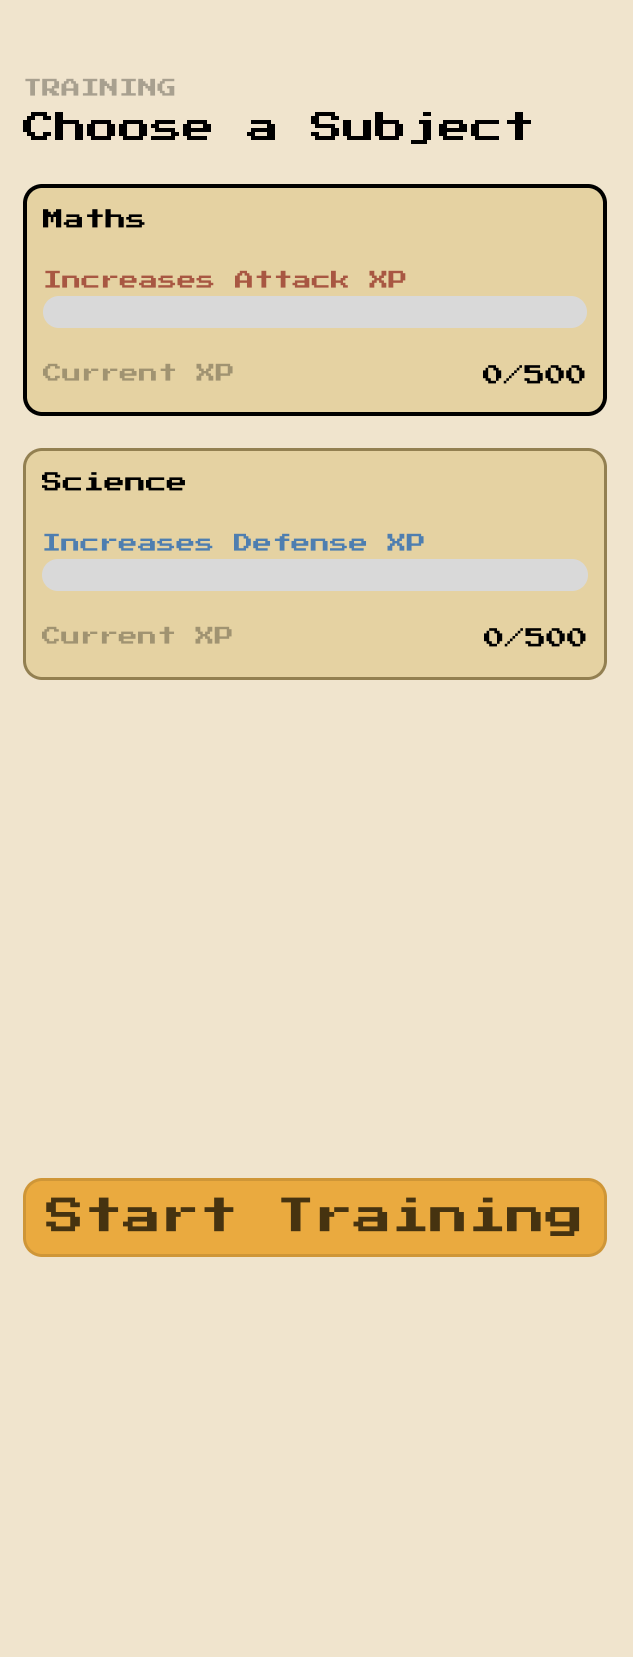 TRAINING
Choose a Subject
Maths
Increases Attack XP
Current XP 0/500
Science
Increases Defense XP
Current XP 0/500
Start Training